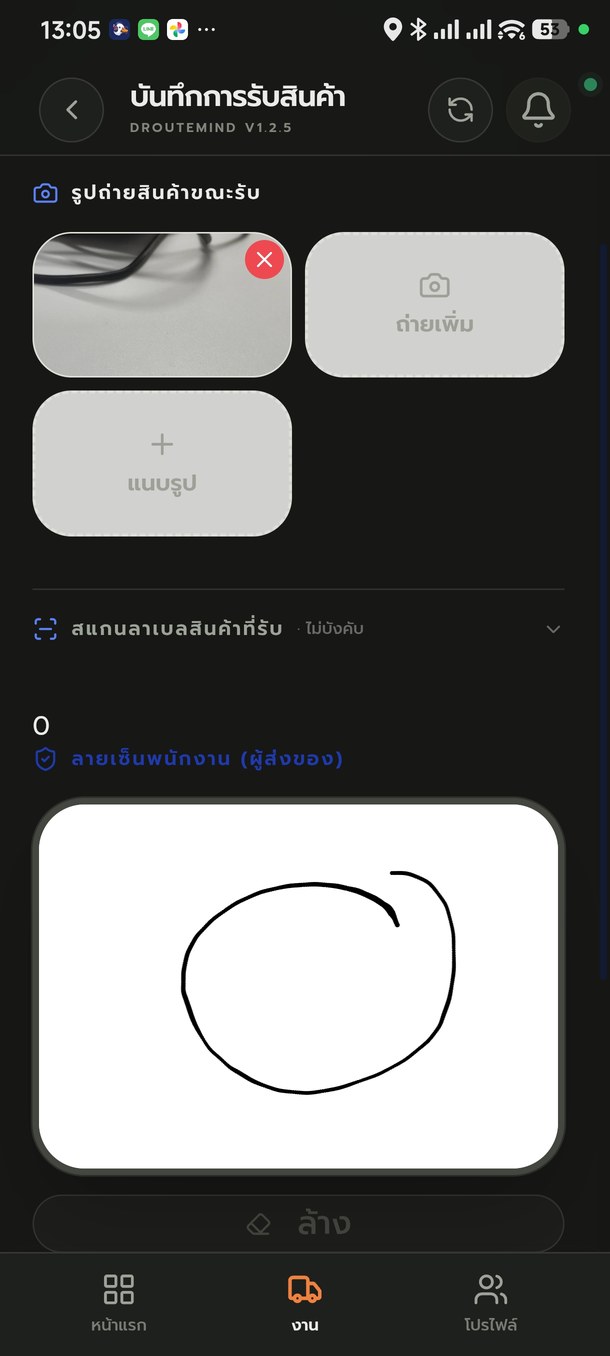 13:05 ... 53
บันทึกการรับสินค้า
DROUTEMIND V1.2.5
รูปถ่ายสินค้าขณะรับ
ถ่ายเพิ่ม
แนบรูป
สแกนลาเบลสินค้าที่รับ · ไม่บังคับ
0
ลายเซ็นพนักงาน (ผู้ส่งของ)
ล้าง
หน้าแรก งาน โปรไฟล์